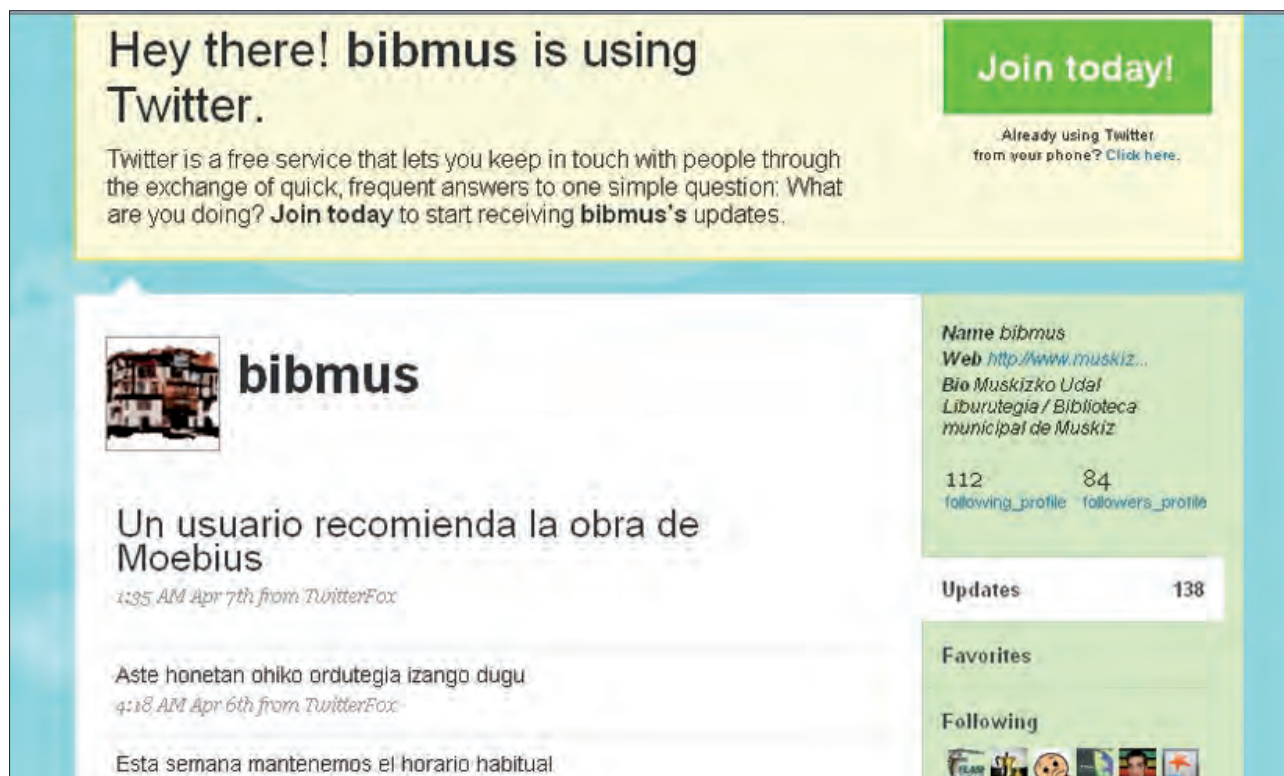 Hey there! bibmus is using
Twitter.
Twitter is a free service that lets you keep in touch with people through
the exchange of quick, frequent answers to one simple question: What
are you doing? Join today to start receiving bibmus's updates.
Join today!
Already using Twitter
from your phone? Click here.
bibmus
Un usuario recomienda la obra de
Moebius
1:35 AM Apr 7th from TwitterFox
Aste honetan ohiko ordutegia izango dugu
4:18 AM Apr 6th from TwitterFox
Esta semana mantenemos el horario habitual
Name bibmus
Web http://www.muskiz...
Bio Muskizko Udal
Liburutegia / Biblioteca
municipal de Muskiz
112 84
following_profile followers_profile
Updates 138
Favorites
Following